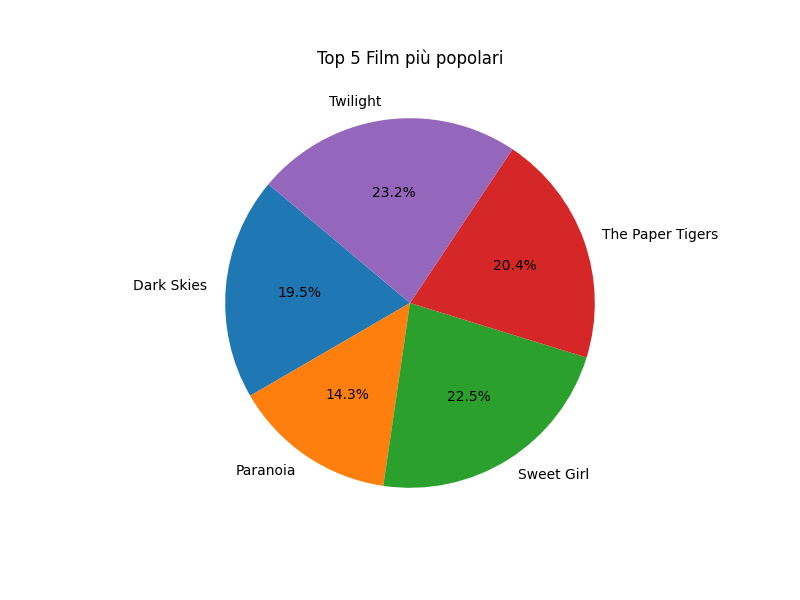 Top 5 Film più popolari
Twilight
23.2%
The Paper Tigers
20.4%
Dark Skies
19.5%
14.3%
22.5%
Paranoia
Sweet Girl